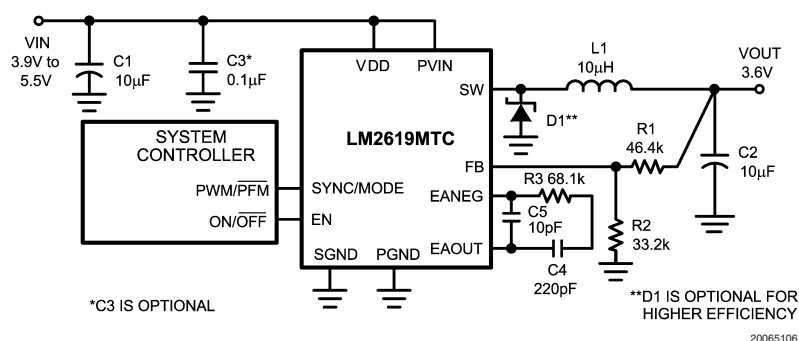 VIN
3.9V to
5.5V
C1
10μF
C3*
0.1μF
VDD
PVIN
SW
L1
10μH
VOUT
3.6V
D1**
LM2619MTC
SYSTEM
CONTROLLER
PWM/PFM
ON/OFF
SYNC/MODE
EN
FB
EANEG
EAOUT
R1
46.4k
C2
10μF
R3 68.1k
C5
10pF
C4
220pF
R2
33.2k
SGND
PGND
*C3 IS OPTIONAL
**D1 IS OPTIONAL FOR
HIGHER EFFICIENCY
20065106